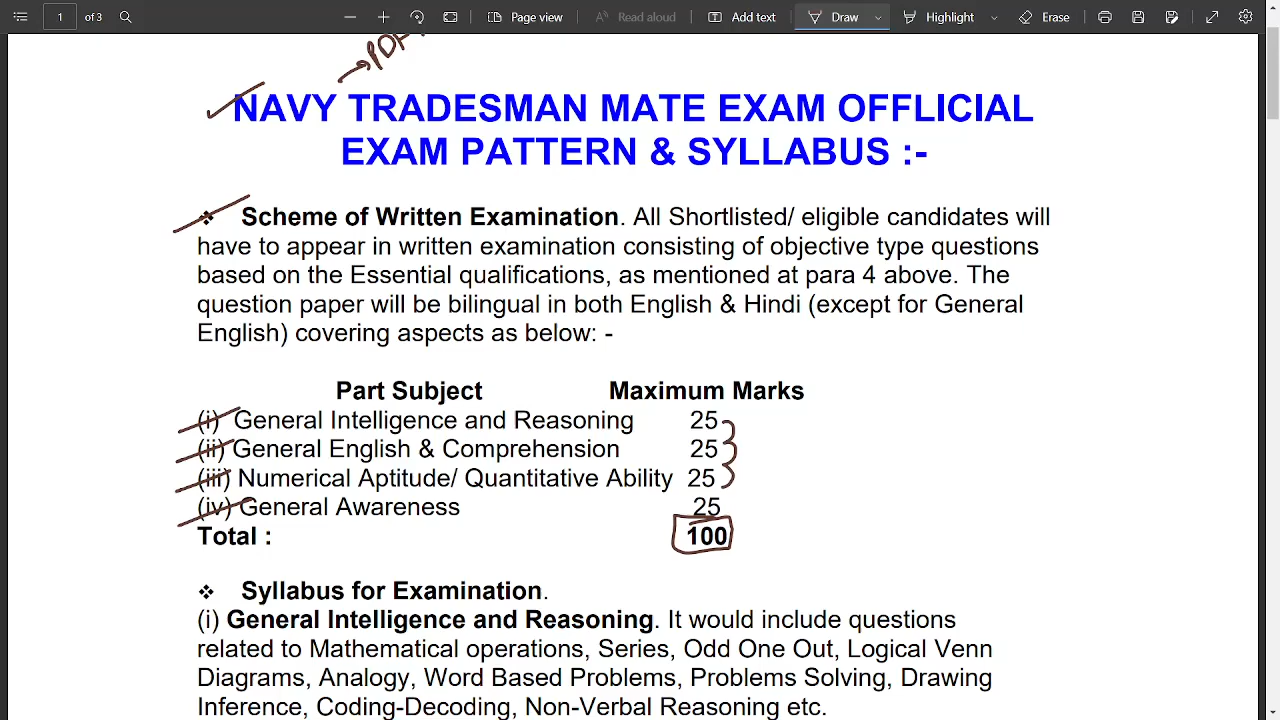 1 of 3 Page view Read aloud Add text Draw Highlight Erase
PDF
NAVY TRADESMAN MATE EXAM OFFLICIAL
EXAM PATTERN & SYLLABUS :-
❖ Scheme of Written Examination. All Shortlisted/ eligible candidates will
have to appear in written examination consisting of objective type questions
based on the Essential qualifications, as mentioned at para 4 above. The
question paper will be bilingual in both English & Hindi (except for General
English) covering aspects as below: -
Part Subject Maximum Marks
(i) General Intelligence and Reasoning 25
(ii) General English & Comprehension 25
(iii) Numerical Aptitude/ Quantitative Ability 25
(iv) General Awareness 25
Total : 100
❖ Syllabus for Examination.
(i) General Intelligence and Reasoning. It would include questions
related to Mathematical operations, Series, Odd One Out, Logical Venn
Diagrams, Analogy, Word Based Problems, Problems Solving, Drawing
Inference, Coding-Decoding, Non-Verbal Reasoning etc.